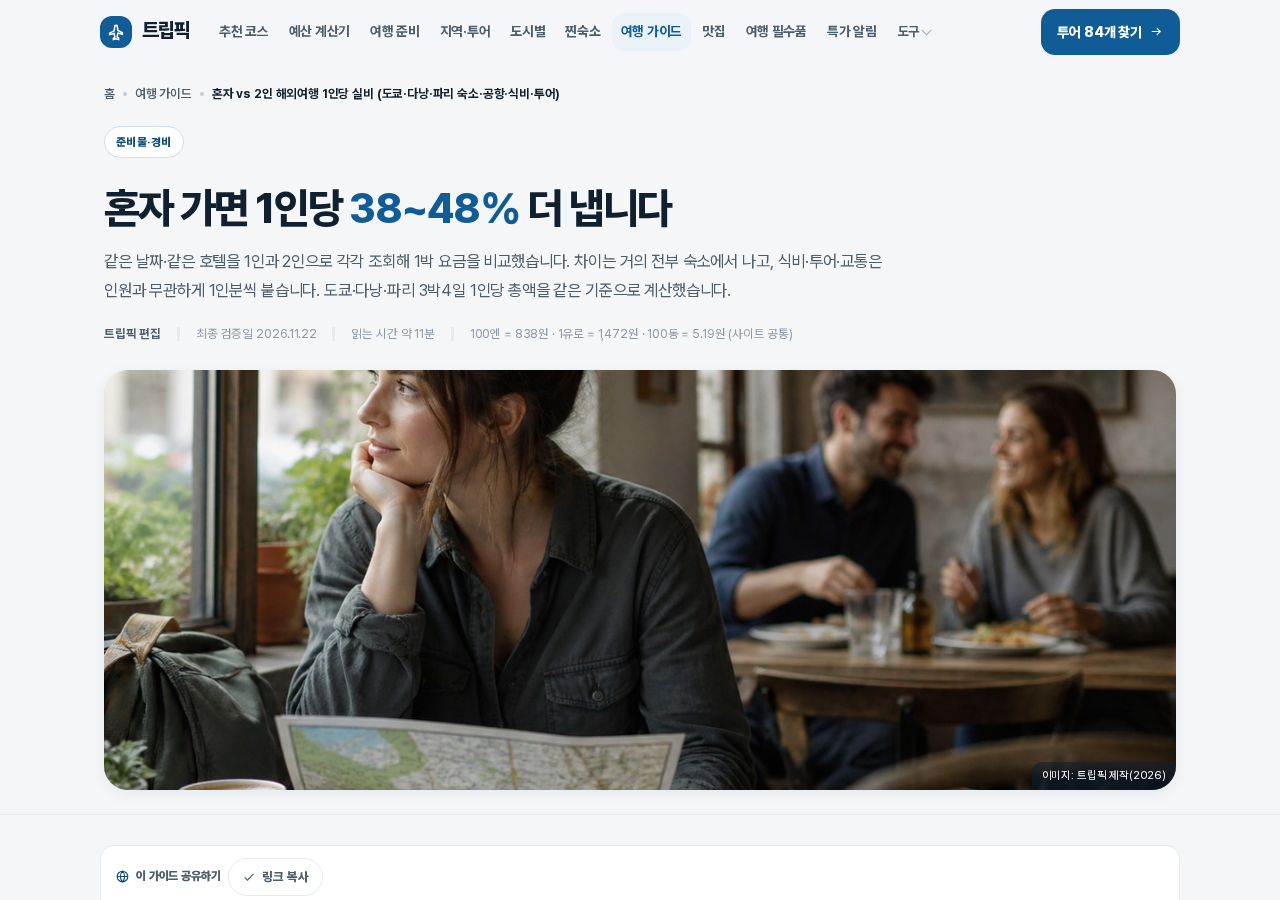 트립픽
추천 코스 예산 계산기 여행 준비 지역·투어 도시별 찐숙소 여행 가이드 맛집 여행 필수품 특가 알림 도구
투어 84개 찾기 →
홈 • 여행 가이드 • 혼자 vs 2인 해외여행 1인당 실비 (도쿄·다낭·파리 숙소·공항·식비·투어)
준비물·경비
혼자 가면 1인당 38~48% 더 냅니다
같은 날짜·같은 호텔을 1인과 2인으로 각각 조회해 1박 요금을 비교했습니다. 차이는 거의 전부 숙소에서 나고, 식비·투어·교통은
인원과 무관하게 1인분씩 붙습니다. 도쿄·다낭·파리 3박4일 1인당 총액을 같은 기준으로 계산했습니다.
트립픽 편집 최종 검증일 2026.11.22 읽는 시간 약 11분 100엔 = 838원 · 1유로 = 1,472원 · 100동 = 5.19원 (사이트 공통)
이미지: 트립픽 제작(2026)
이 가이드 공유하기 링크 복사